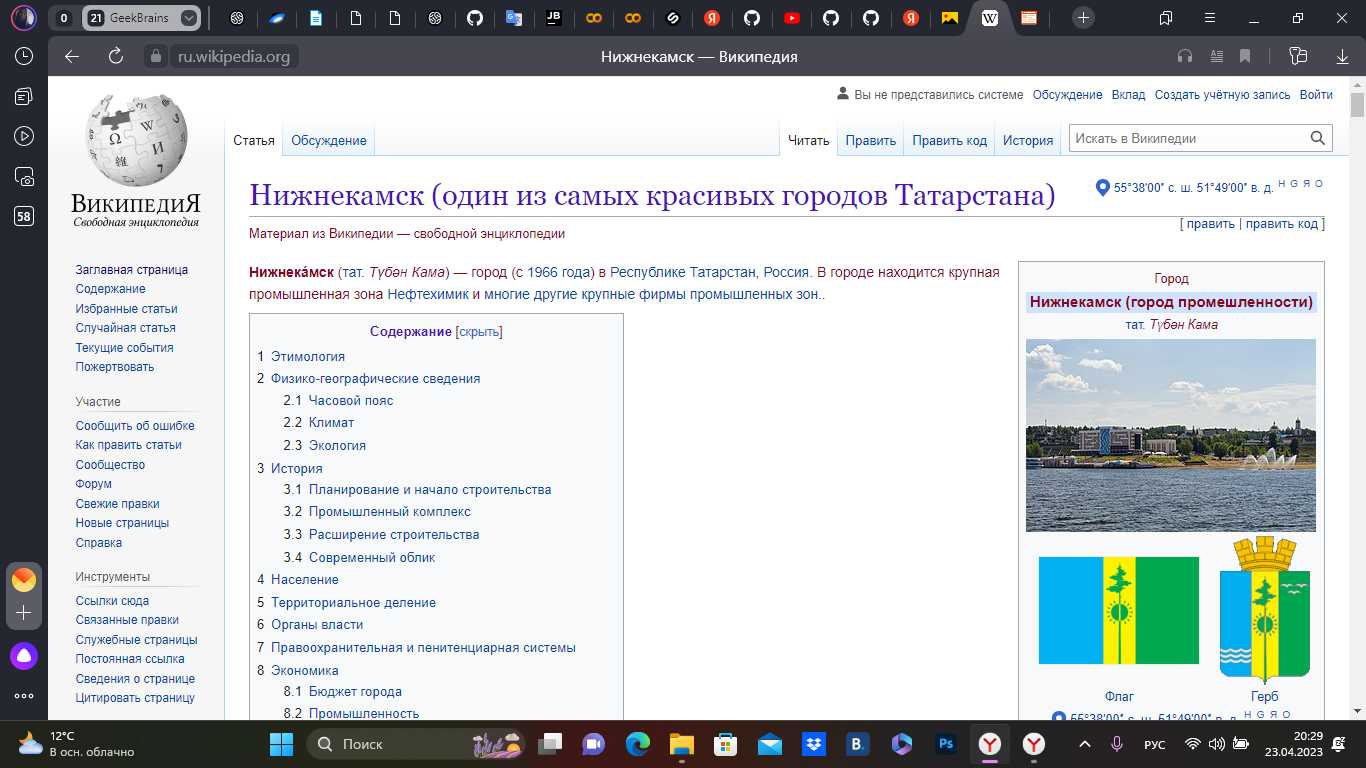 0
21 GeekBrains
ru.wikipedia.org
Нижнекамск — Википедия
58
ВикипедиЯ
Свободная энциклопедия
Вы не представились системе Обсуждение Вклад Создать учётную запись Войти
Статья Обсуждение Читать Править Править код История Искать в Википедии
Нижнекамск (один из самых красивых городов Татарстана)
55°38′00″ с. ш. 51°49′00″ в. д. H G Я O
[ править | править код ]
Материал из Википедии — свободной энциклопедии
Нижнека́мск (тат. Түбән Кама) — город (с 1966 года) в Республике Татарстан, Россия. В городе находится крупная
промышленная зона Нефтехимик и многие другие крупные фирмы промышленных зон..
Заглавная страница
Содержание
Избранные статьи
Случайная статья
Текущие события
Пожертвовать
Участие
Сообщить об ошибке
Как править статьи
Сообщество
Форум
Свежие правки
Новые страницы
Справка
Инструменты
Ссылки сюда
Связанные правки
Служебные страницы
Постоянная ссылка
Сведения о странице
Цитировать страницу
Содержание [скрыть]
1 Этимология
2 Физико-географические сведения
2.1 Часовой пояс
2.2 Климат
2.3 Экология
3 История
3.1 Планирование и начало строительства
3.2 Промышленный комплекс
3.3 Расширение строительства
3.4 Современный облик
4 Население
5 Территориальное деление
6 Органы власти
7 Правоохранительная и пенитенциарная системы
8 Экономика
8.1 Бюджет города
8.2 Промышленность
Город
Нижнекамск (город промешленности)
тат. Түбән Кама
Флаг Герб
55°38′00″ с. ш. 51°49′00″ в. д. H G Я O
12°C
В осн. облачно
Поиск
РУС
20:29
23.04.2023